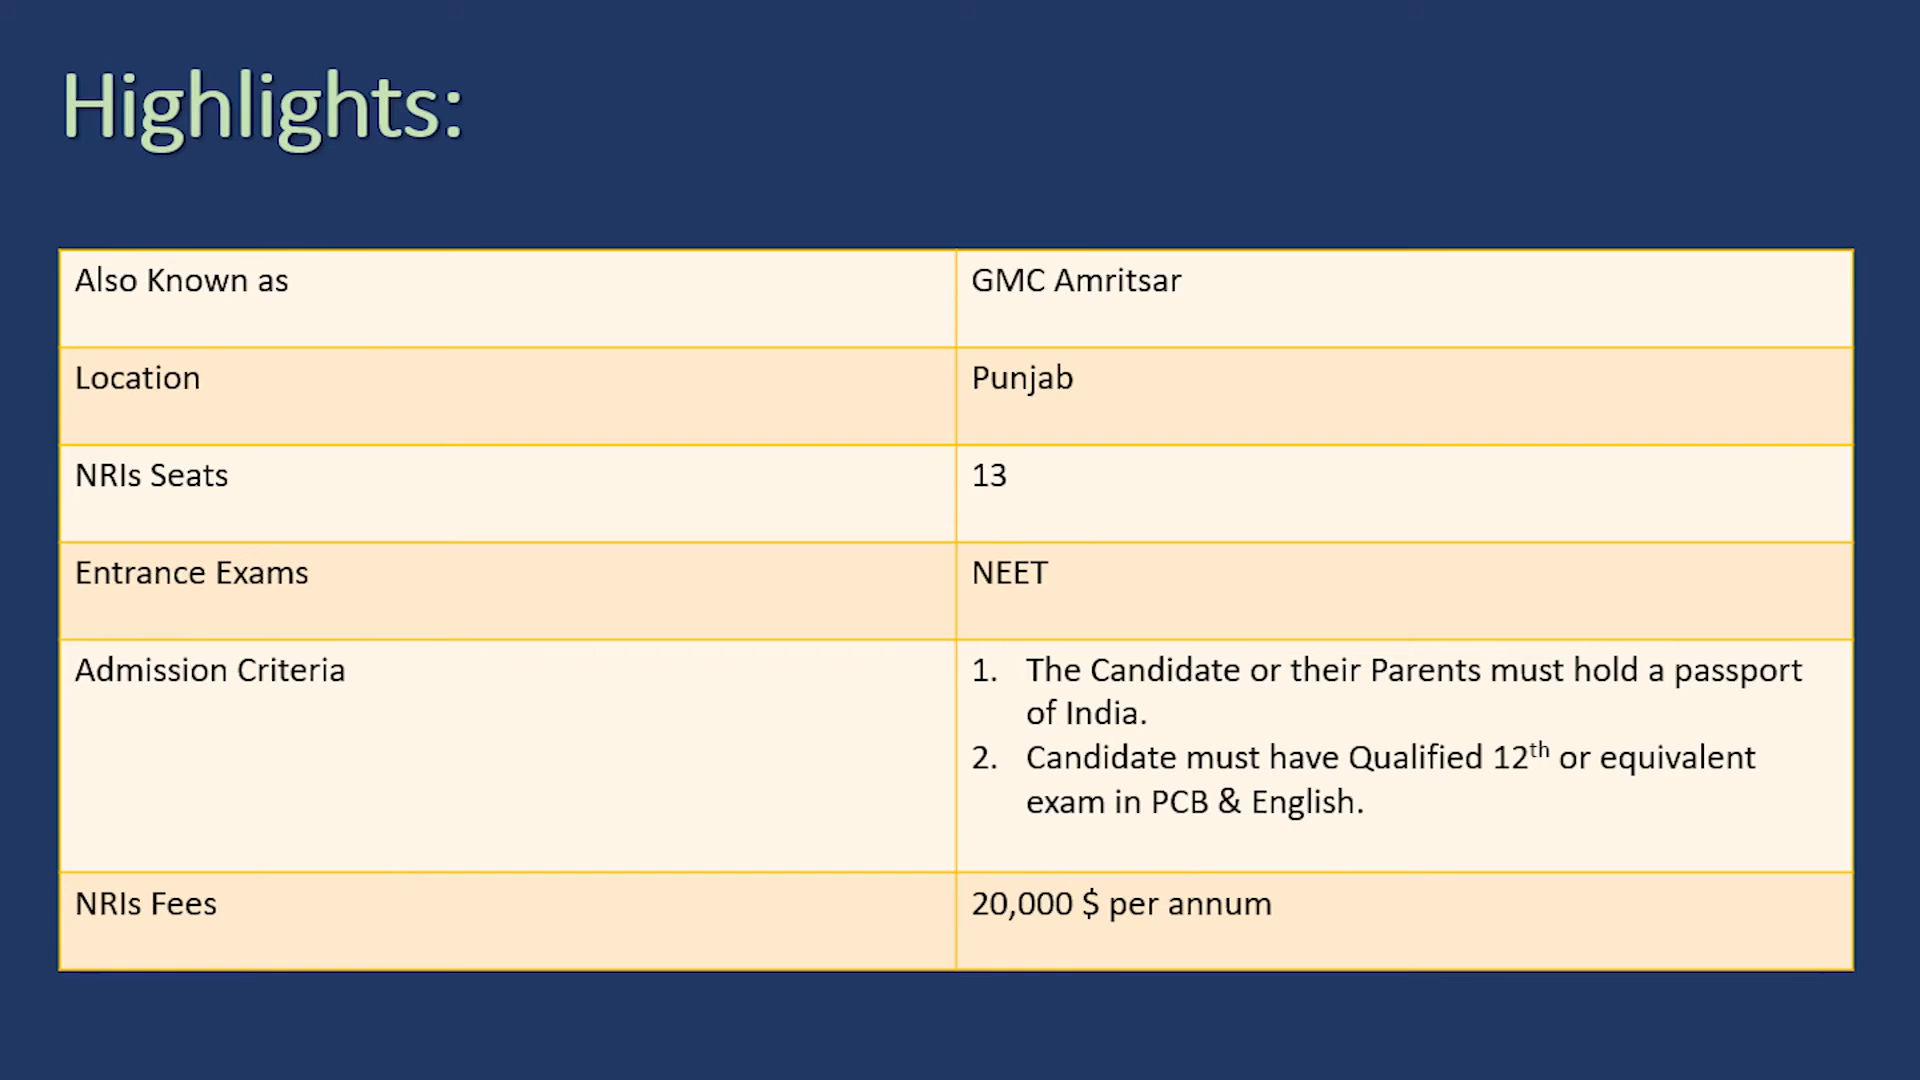 Highlights:
Also Known as
GMC Amritsar
Location
Punjab
NRIs Seats
13
Entrance Exams
NEET
Admission Criteria
1. The Candidate or their Parents must hold a passport
of India.
2. Candidate must have Qualified 12th or equivalent
exam in PCB & English.
NRIs Fees
20,000 $ per annum